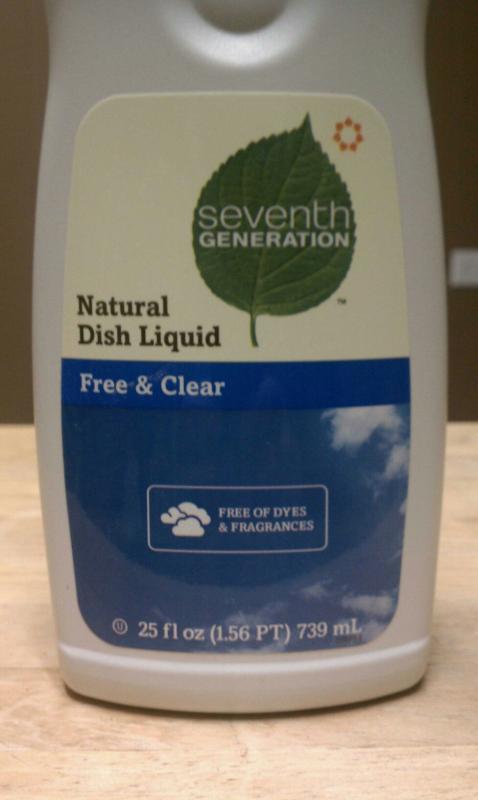 seventh
GENERATION
™
Natural
Dish Liquid
Free & Clear
FREE OF DYES
& FRAGRANCES
Ⓤ 25 fl oz (1.56 PT) 739 mL